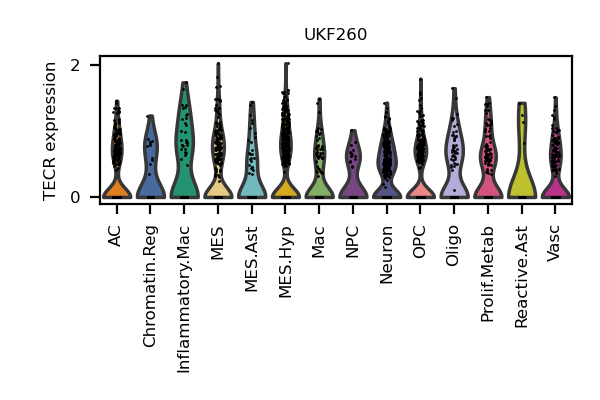 UKF260
TECR expression
2
0
AC
Chromatin.Reg
Inflammatory.Mac
MES
MES.Ast
MES.Hyp
Mac
NPC
Neuron
OPC
Oligo
Prolif.Metab
Reactive.Ast
Vasc